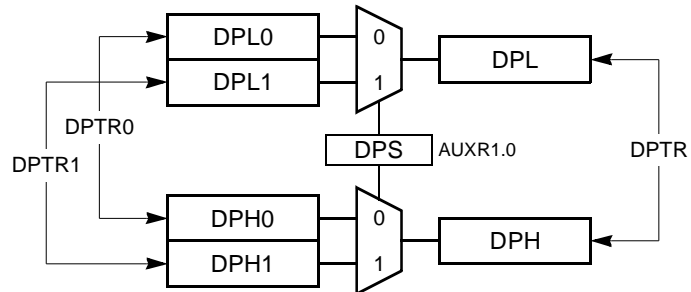 DPL0
0
DPL
DPL1
1
DPTR0
DPS
AUXR1.0
DPTR
DPTR1
DPH0
0
DPH
DPH1
1